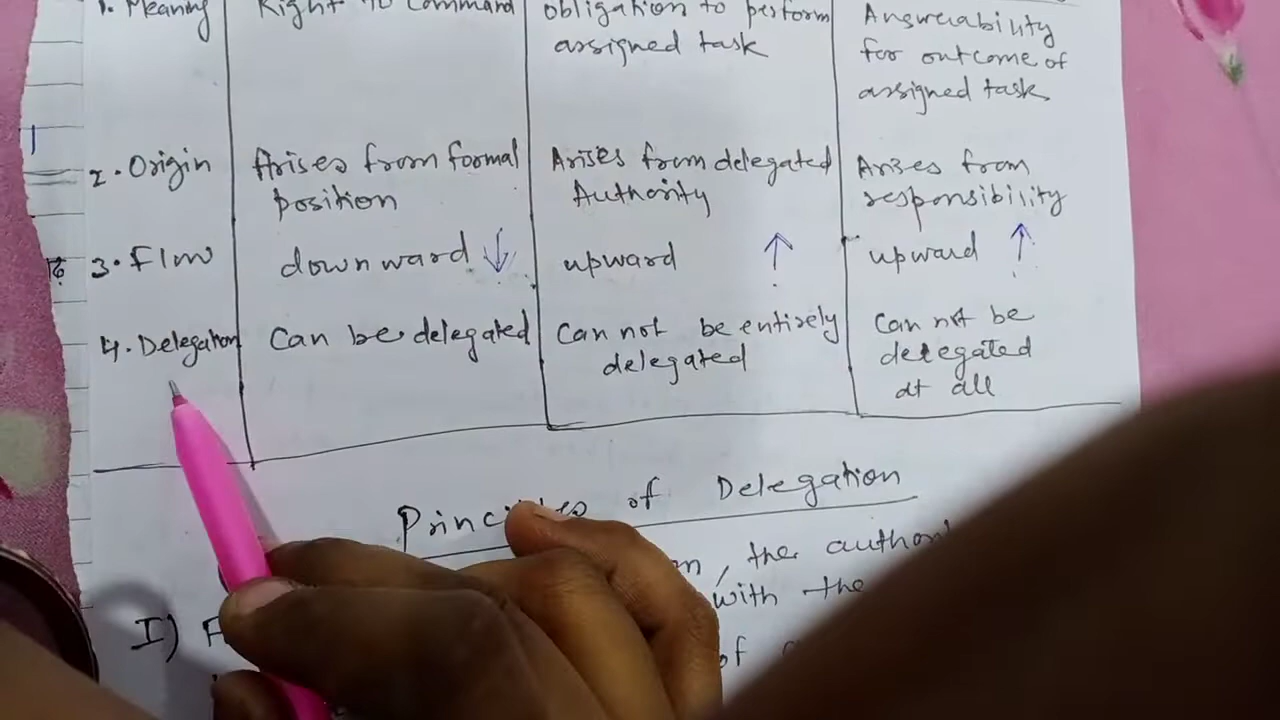 1. Meaning
Right to Command
obligation to perform
assigned task
Answerability
for outcome of
assigned task
2. Origin
Arises from formal
position
Arises from delegated
Authority
Arises from
responsibility
3. Flow
downward ↓
upward ↑
upward ↑
4. Delegation
Can be delegated
Can not be entirely
delegated
Can not be
delegated
at all
Principles of Delegation
, the
with the
I)
of